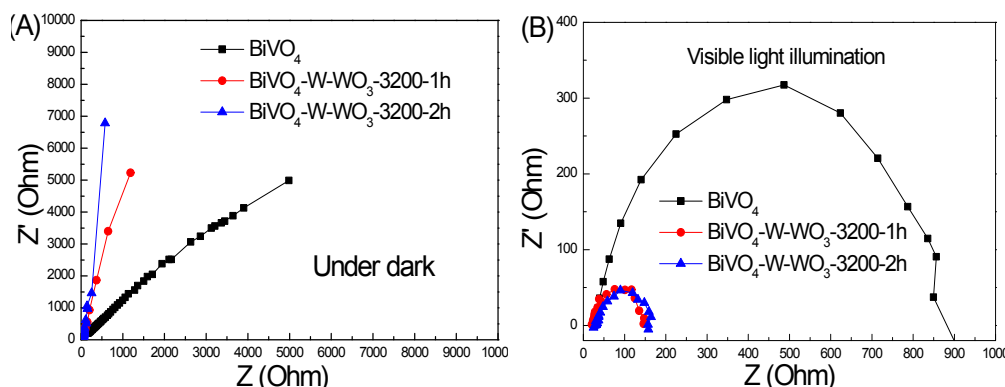 (A)
10000
9000
8000
7000
6000
5000
4000
3000
2000
1000
0
Z' (Ohm)
BiVO₄
BiVO₄-W-WO₃-3200-1h
BiVO₄-W-WO₃-3200-2h
Under dark
0 1000 2000 3000 4000 5000 6000 7000 8000 9000 1000
Z (Ohm)
(B)
400
300
200
100
0
Z' (Ohm)
Visible light illumination
BiVO₄
BiVO₄-W-WO₃-3200-1h
BiVO₄-W-WO₃-3200-2h
0 100 200 300 400 500 600 700 800 900 1000
Z (Ohm)